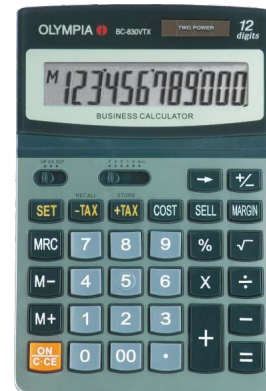 OLYMPIA BC-830VTX TWO POWER 12 digits
M 123456789000
BUSINESS CALCULATOR
RECALL STORE
SET -TAX +TAX COST SELL MARGIN
MRC 7 8 9 % √
M- 4 5 6 X ÷
M+ 1 2 3 + -
ON C·CE 0 00 · =